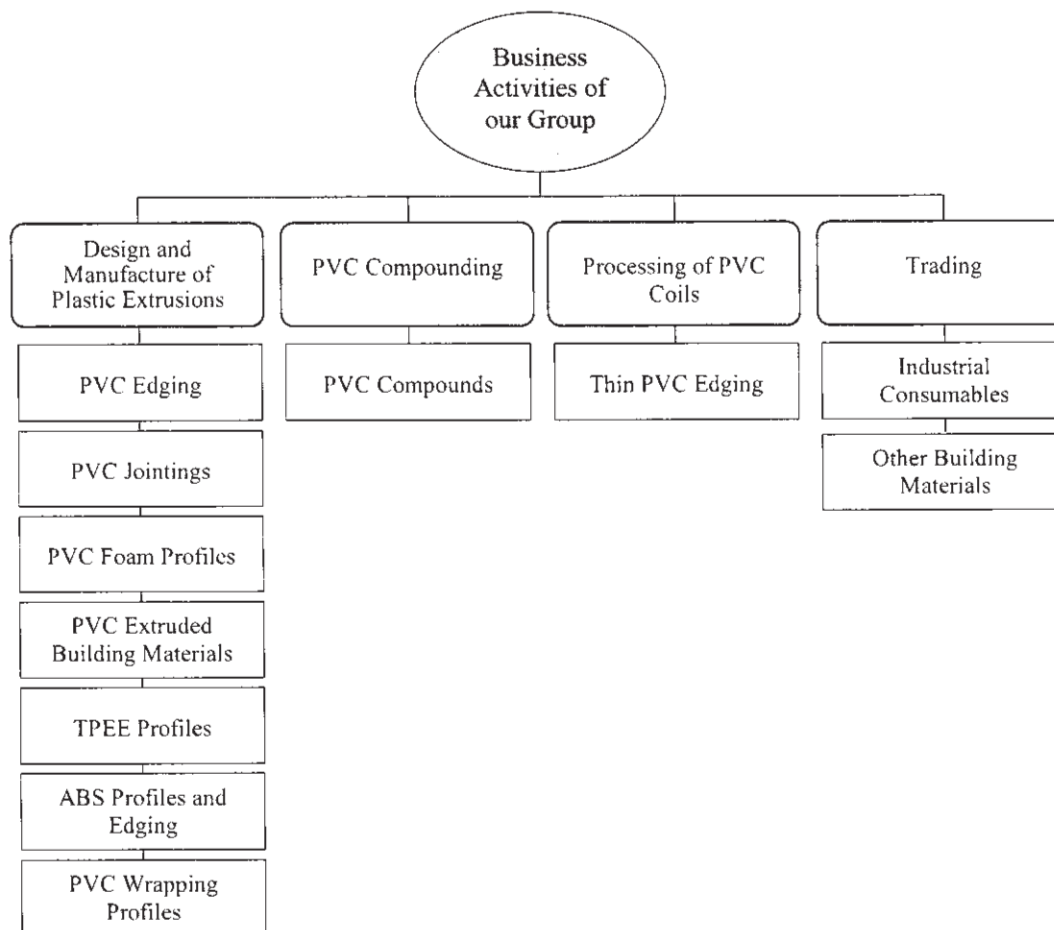 Business
Activities of
our Group
Design and
Manufacture of
Plastic Extrusions
PVC Compounding
Processing of PVC
Coils
Trading
PVC Edging
PVC Jointings
PVC Foam Profiles
PVC Extruded
Building Materials
TPEE Profiles
ABS Profiles and
Edging
PVC Wrapping
Profiles
PVC Compounds
Thin PVC Edging
Industrial
Consumables
Other Building
Materials